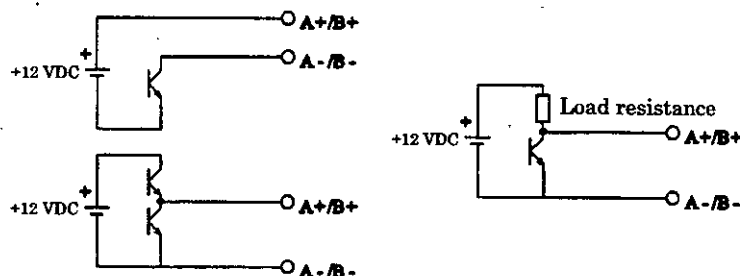 A+/B+
+
+12 VDC
A-/B-
+
+12 VDC
A+/B+
A-/B-
+
+12 VDC
Load resistance
A+/B+
A-/B-